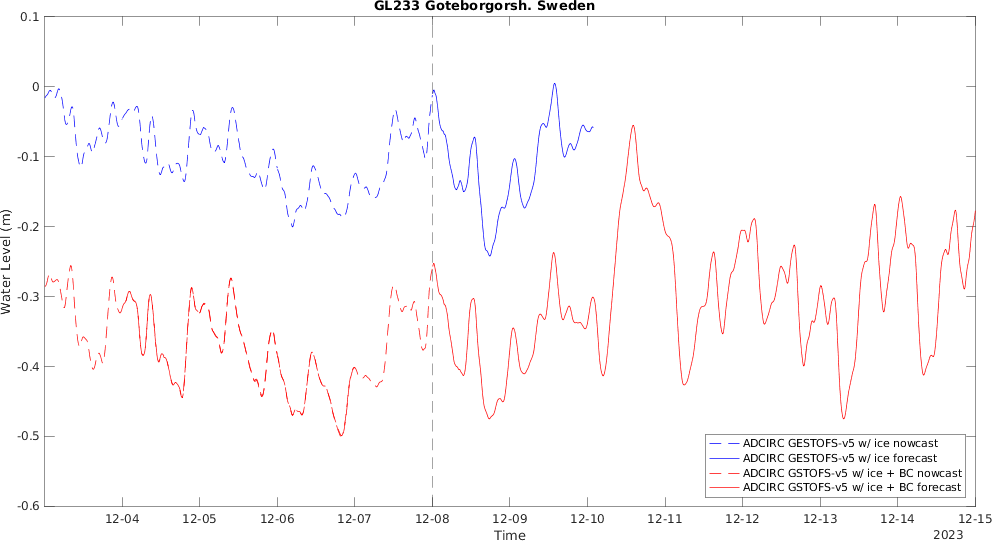 GL233 Goteborgorsh. Sweden
0.1
0
-0.1
-0.2
-0.3
-0.4
-0.5
-0.6
Water Level (m)
ADCIRC GESTOFS-v5 w/ ice nowcast
ADCIRC GESTOFS-v5 w/ ice forecast
ADCIRC GSTOFS-v5 w/ ice + BC nowcast
ADCIRC GSTOFS-v5 w/ ice + BC forecast
12-04 12-05 12-06 12-07 12-08 12-09 12-10 12-11 12-12 12-13 12-14 12-15
Time
2023